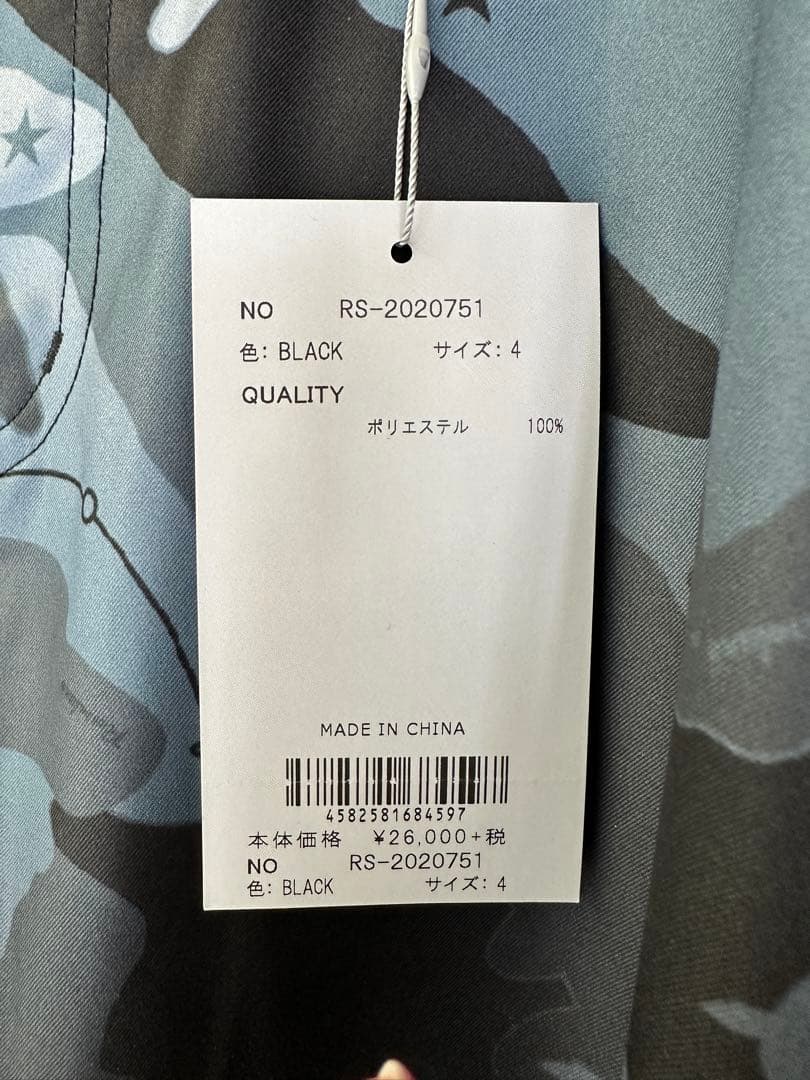 NO RS-2020751
色: BLACK サイズ: 4
QUALITY
ポリエステル 100%
MADE IN CHINA
4582581684597
本体価格 ¥26,000+税
NO RS-2020751
色: BLACK サイズ: 4